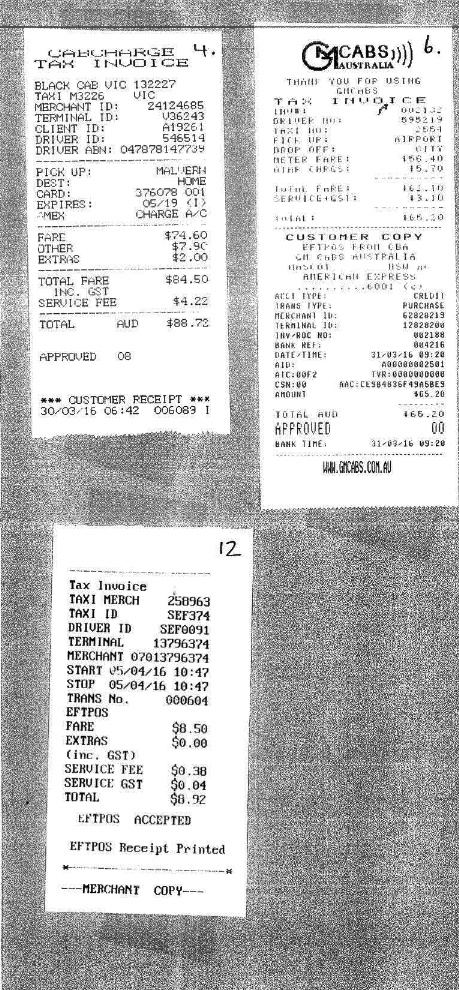 4.
CABCHARGE
TAX INVOICE
BLACK CAB VIC 132227
TAXI M3226 VIC
MERCHANT ID: 24124685
TERMINAL ID: V36243
CLIENT ID: A19261
DRIVER ID: 546514
DRIVER ABN: 047878147739
PICK UP: MALVERN
DEST: HOME
CARD: 376078 001
EXPIRES: 05/19 (I)
AMEX CHARGE A/C
FARE $74.60
OTHER $7.90
EXTRAS $2.00
TOTAL FARE $84.50
INC. GST
SERVICE FEE $4.22
TOTAL AUD $88.72
APPROVED 08
*** CUSTOMER RECEIPT ***
30/03/16 06:42 006089 I
6.
GMCABS)))
AUSTRALIA
THANK YOU FOR USING
GMCABS
TAX INVOICE
INV#: 002132
DRIVER NO:
TAXI NO:
PICK UP: AIRPORT
DROP OFF: CITY
METER FARE: $56.40
OTHR CHRGS: $5.70
TOTAL FARE: $62.10
SERVICE+GST: $3.10
TOTAL: $65.20
CUSTOMER COPY
EFTPOS FROM CBA
GM CABS AUSTRALIA
MASCOT NSW
AMERICAN EXPRESS
............6001 (c)
ACCT TYPE: CREDIT
TRANS TYPE: PURCHASE
MERCHANT ID: 62820219
TERMINAL ID: 12020200
INV/ROC NO: 002180
BANK REF: 004216
DATE/TIME: 31/03/16 09:20
AID: A00000002501
ATC:00F2 TVR:0000000000
CSN:00 AAC:CE984836F49A6BE9
AMOUNT $65.20
TOTAL AUD $65.20
APPROVED 00
BANK TIME: 31/03/16 09:20
WWW.GMCABS.COM.AU
12
Tax Invoice
TAXI MERCH 258963
TAXI ID SEF374
DRIVER ID SEF0091
TERMINAL 13796374
MERCHANT 07013796374
START 05/04/16 10:47
STOP 05/04/16 10:47
TRANS No. 000604
EFTPOS
FARE $8.50
EXTRAS $0.00
(inc. GST)
SERVICE FEE $0.38
SERVICE GST $0.04
TOTAL $8.92
EFTPOS ACCEPTED
EFTPOS Receipt Printed
*---------------------*
---MERCHANT COPY---